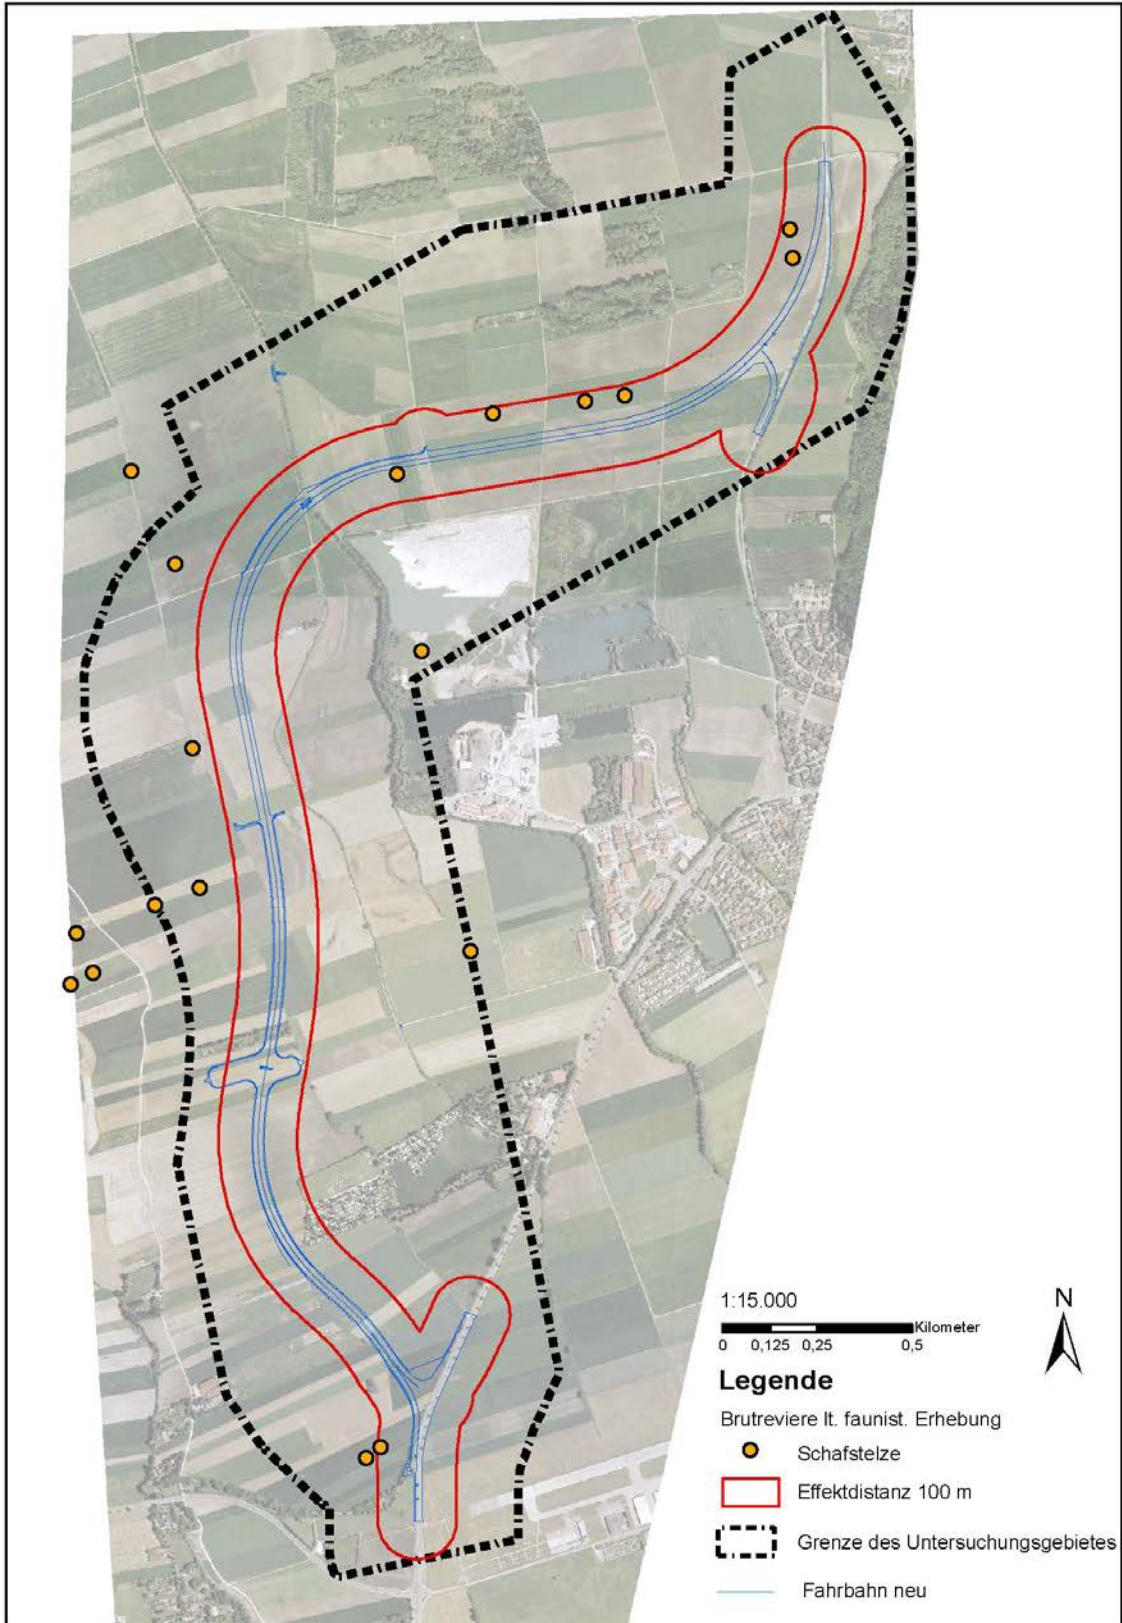 1:15.000
N
Kilometer
0 0,125 0,25 0,5
Legende
Brutreviere lt. faunist. Erhebung
Schafstelze
Effektdistanz 100 m
Grenze des Untersuchungsgebietes
Fahrbahn neu